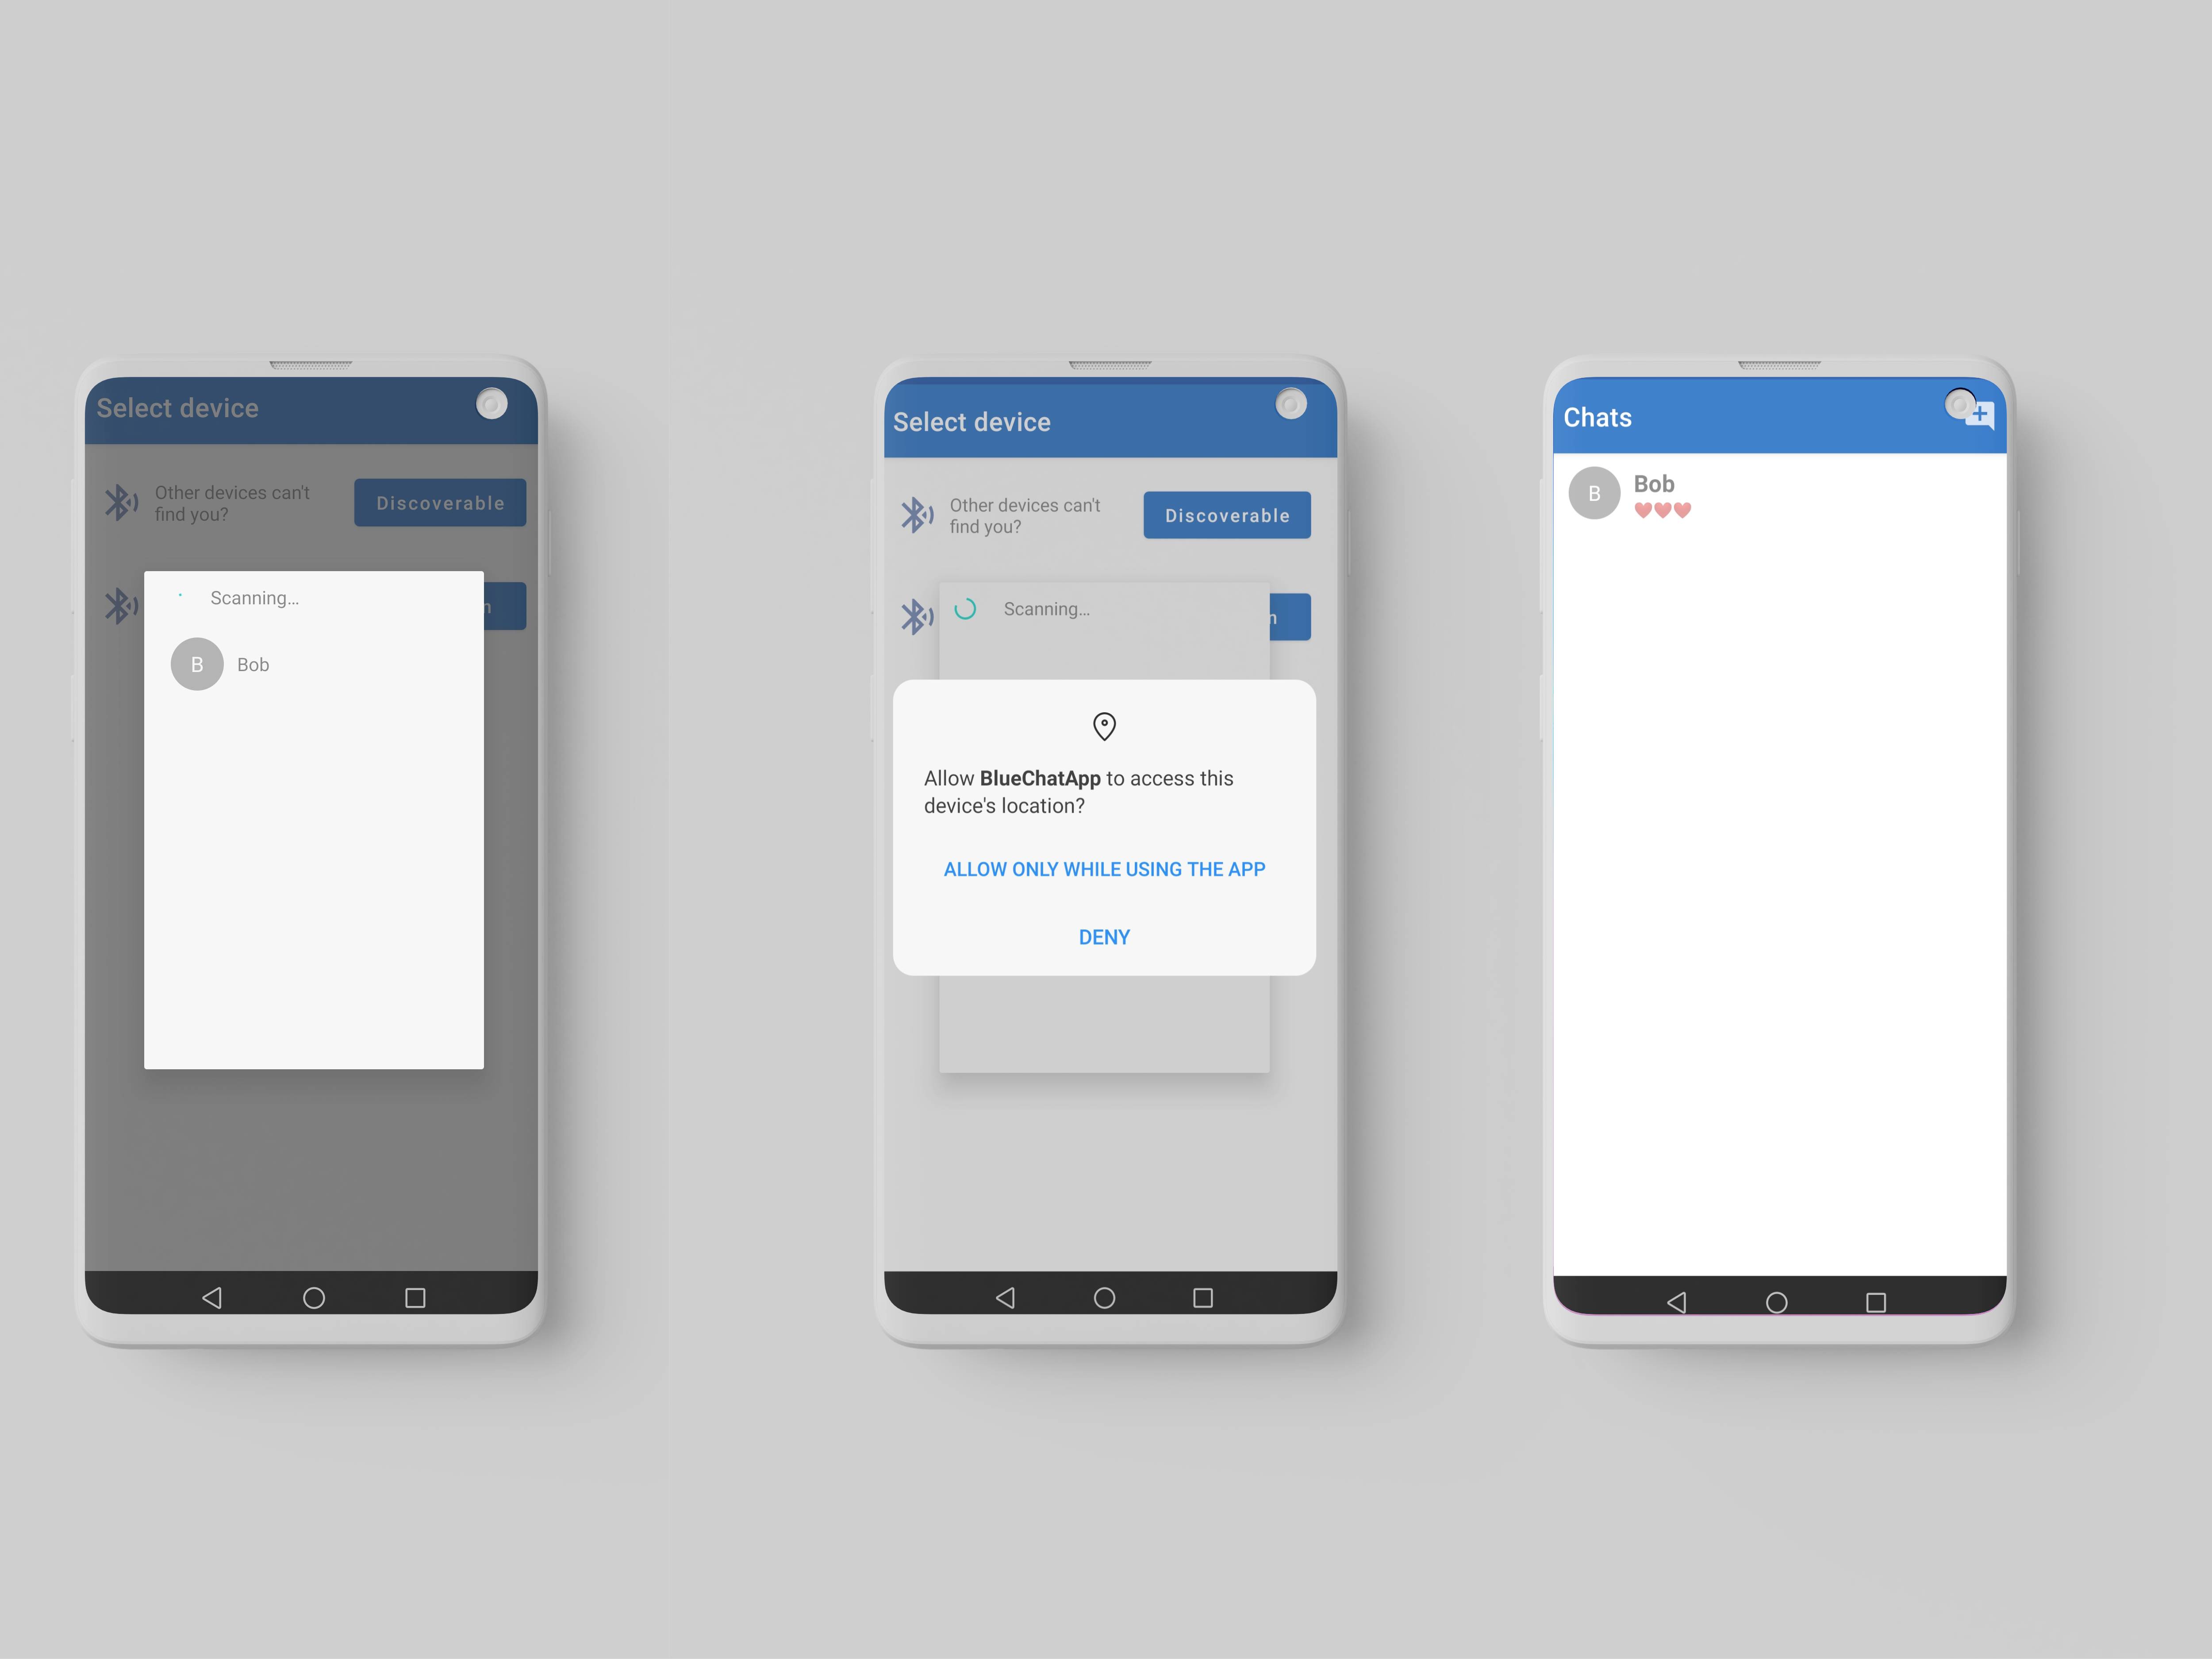 Select device
Other devices can't
find you?
Discoverable
n
Scanning...
B
Bob
Select device
Other devices can't
find you?
Discoverable
n
Scanning...
Allow BlueChatApp to access this
device's location?
ALLOW ONLY WHILE USING THE APP
DENY
Chats
B
Bob
❤️❤️❤️